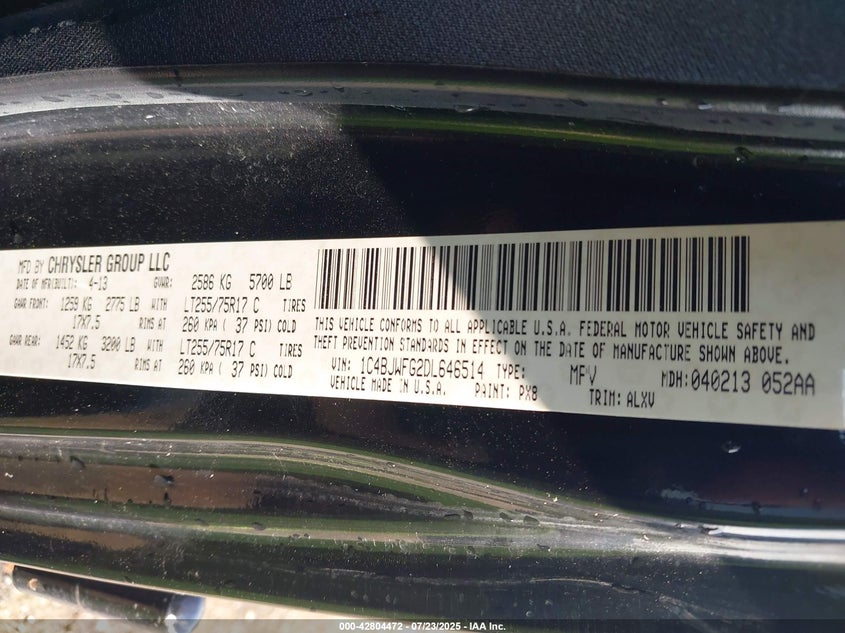 MFD BY CHRYSLER GROUP LLC
DATE OF MFR(BUILT): 4-13 GVWR: 2586 KG 5700 LB
GAWR FRONT: 1259 KG 2775 LB WITH LT255/75R17 C TIRES
17X7.5 RIMS AT 260 KPA ( 37 PSI) COLD
GAWR REAR: 1452 KG 3200 LB WITH LT255/75R17 C TIRES
17X7.5 RIMS AT 260 KPA ( 37 PSI) COLD
THIS VEHICLE CONFORMS TO ALL APPLICABLE U.S.A. FEDERAL MOTOR VEHICLE SAFETY AND
THEFT PREVENTION STANDARDS IN EFFECT ON THE DATE OF MANUFACTURE SHOWN ABOVE.
VIN: 1C4BJWFG2DL646514 TYPE: MFV MDH:040213 052AA
VEHICLE MADE IN U.S.A. PAINT: PX8 TRIM: ALXV
000-42804472 - 07/23/2025 - IAA Inc.